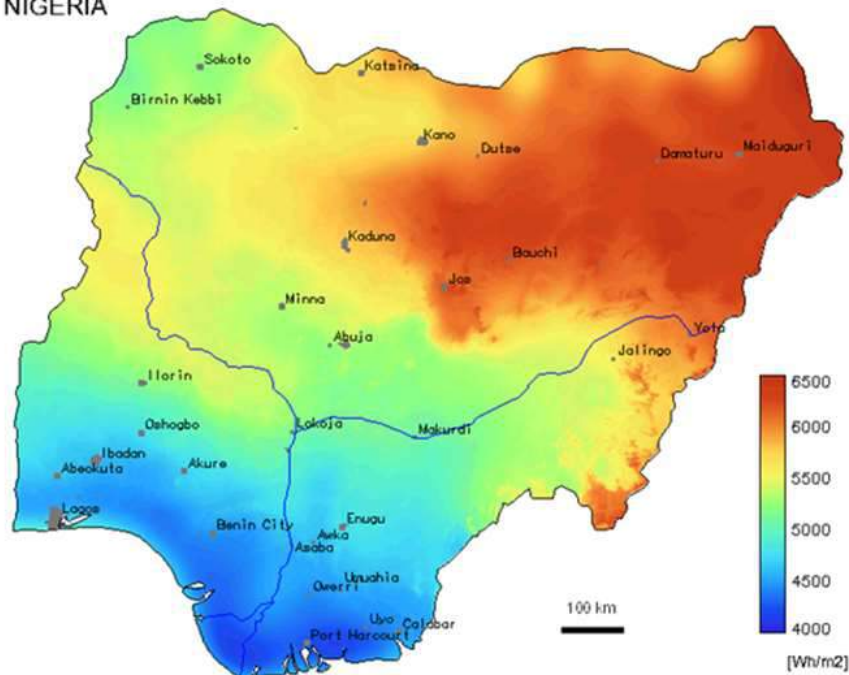 NIGERIA
Sokoto
Katsina
Birnin Kebbi
Kano
Dutse
Damaturu
Maiduguri
Kaduna
Bauchi
Jos
Minna
Abuja
Yola
Jalingo
Ilorin
6500
Oshogbo
Lokoja
Makurdi
6000
Ibadan
Abeokuta
Akure
5500
Lagos
Benin City
Enugu
5000
Awka
Asaba
Umuahia
Owerri
4500
100 km
Uyo
Calabar
Port Harcourt
4000
[Wh/m2]